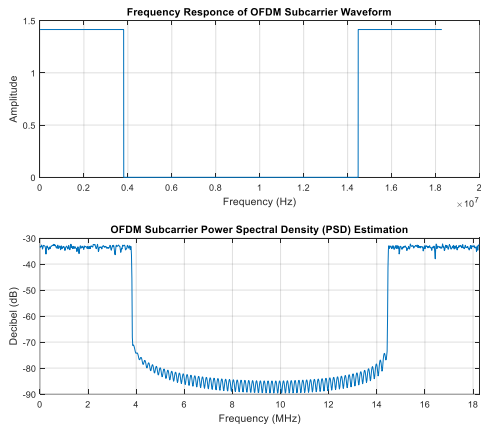 Frequency Responce of OFDM Subcarrier Waveform
1.5
1
0.5
0
Amplitude
0 0.2 0.4 0.6 0.8 1 1.2 1.4 1.6 1.8 2
Frequency (Hz)
×10^7
OFDM Subcarrier Power Spectral Density (PSD) Estimation
-30
-40
-50
-60
-70
-80
-90
Decibel (dB)
0 2 4 6 8 10 12 14 16 18
Frequency (MHz)